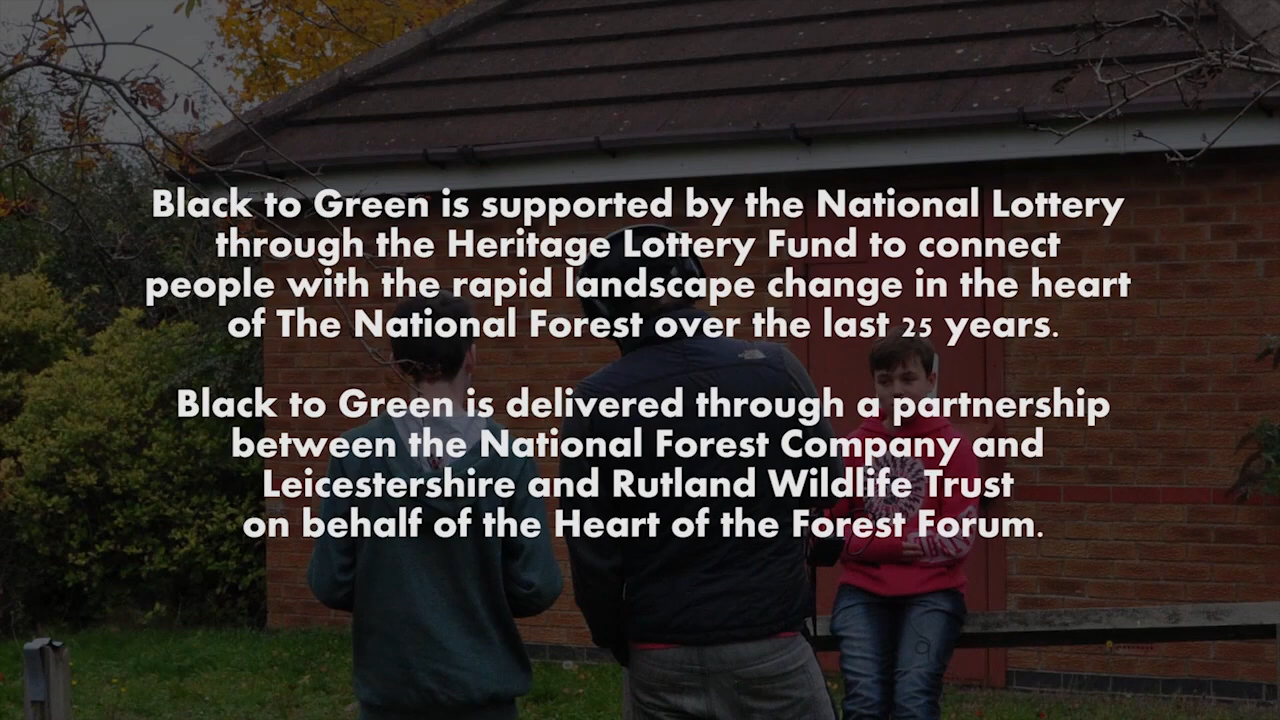 Black to Green is supported by the National Lottery
through the Heritage Lottery Fund to connect
people with the rapid landscape change in the heart
of The National Forest over the last 25 years.
Black to Green is delivered through a partnership
between the National Forest Company and
Leicestershire and Rutland Wildlife Trust
on behalf of the Heart of the Forest Forum.